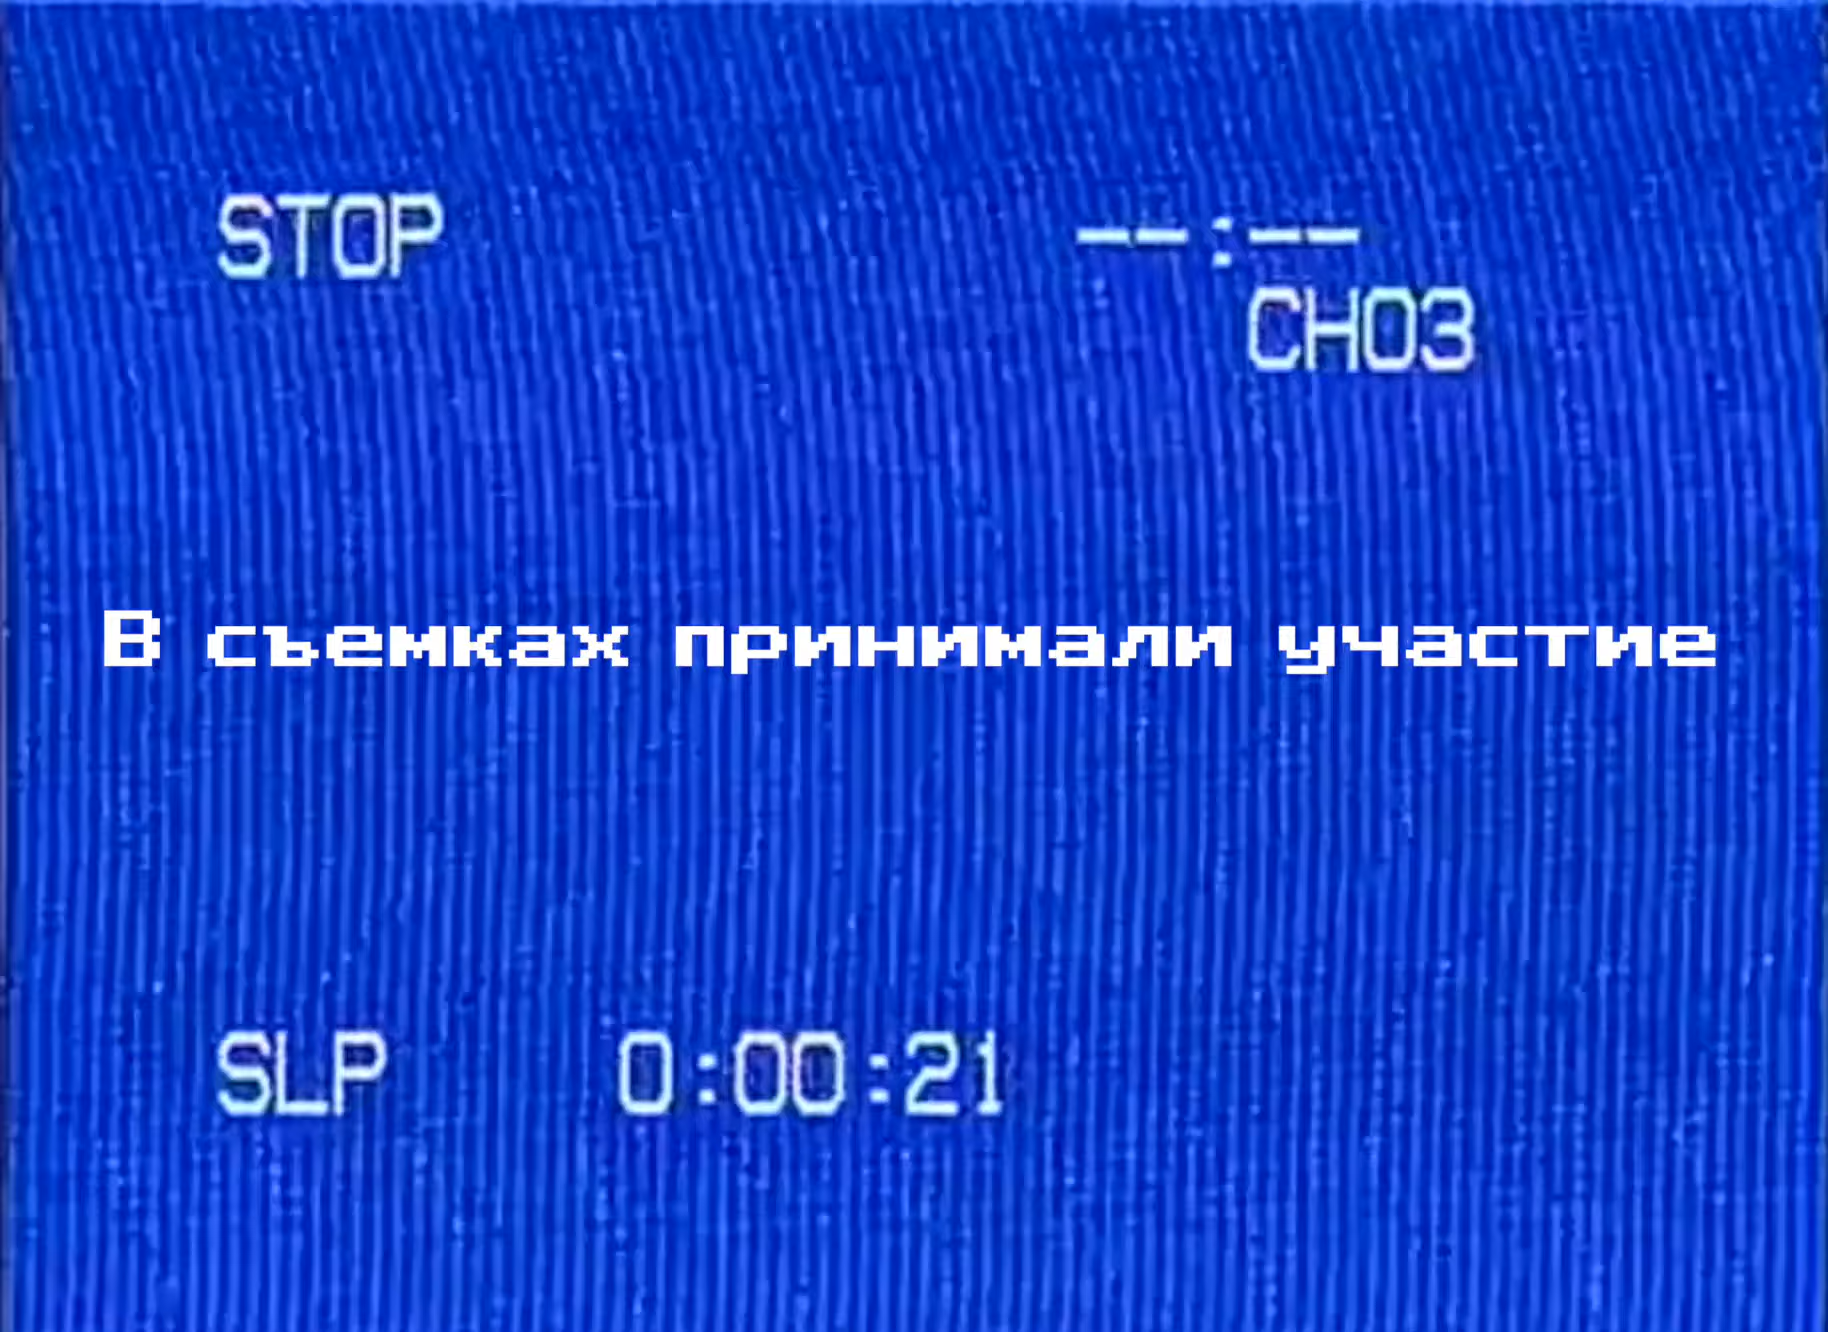 STOP --:--
CH03
В съемках принимали участие
SLP 0:00:21